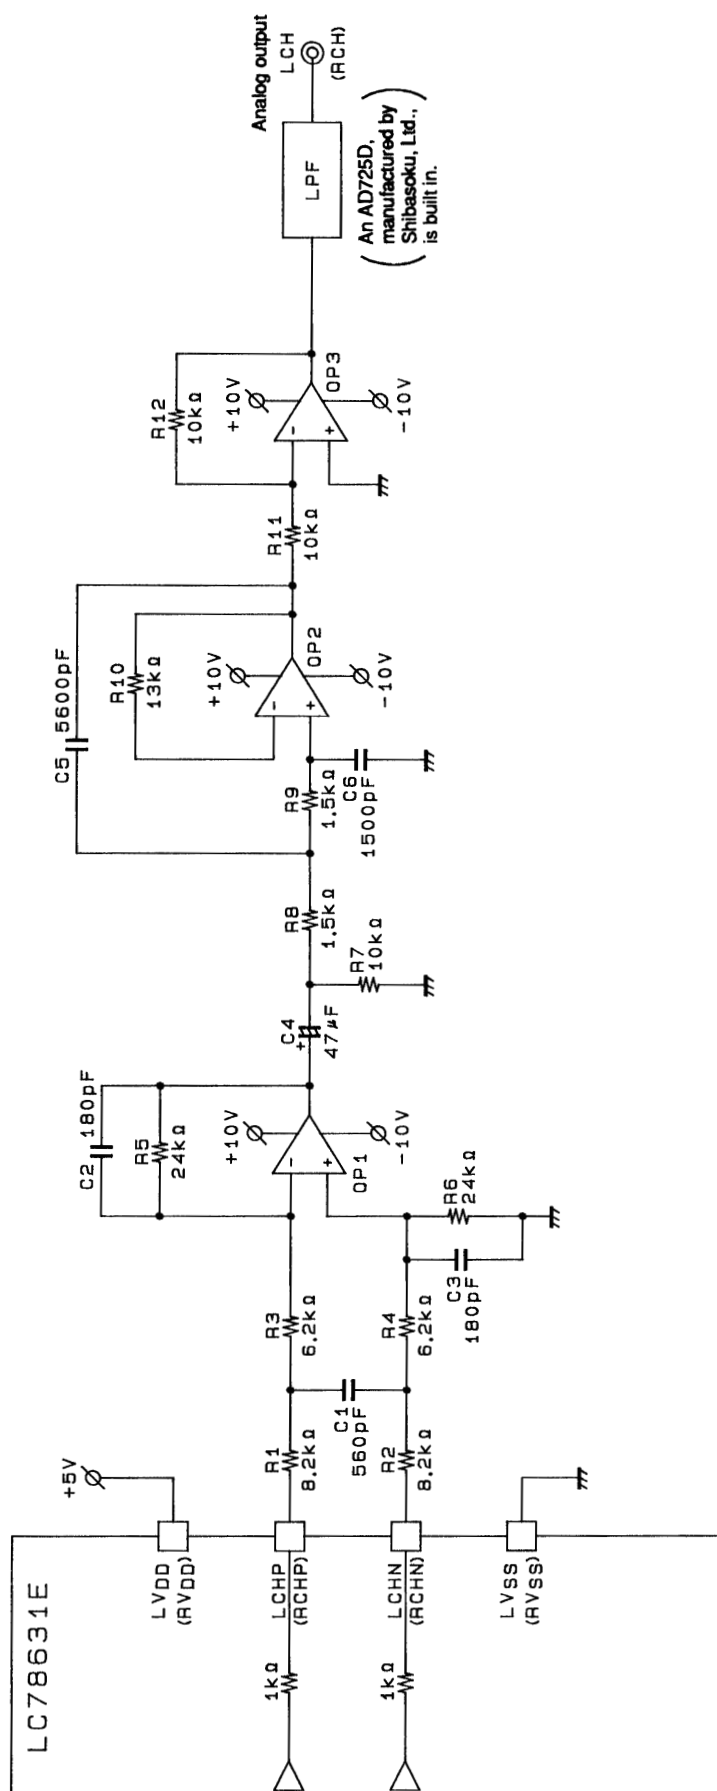 LC78631E
+5V
LVDD
(RVDD)
1kΩ
LCHP
(RCHP)
1kΩ
LCHN
(RCHN)
LVSS
(RVSS)
R1
8.2kΩ
C1
560pF
R2
8.2kΩ
R3
6.2kΩ
R4
6.2kΩ
C3
180pF
R6
24kΩ
C2 180pF
R5
24kΩ
+10V
-
+
OP1
-10V
C4
+
47μF
R7
10kΩ
R8
1.5kΩ
C5 5600pF
R9
1.5kΩ
C6
1500pF
R10
13kΩ
+10V
-
+
OP2
-10V
R11
10kΩ
R12
10kΩ
+10V
-
+
OP3
-10V
LPF
An AD725D,
manufactured by
Shibasoku, Ltd.,
is built in.
Analog output
LCH
(RCH)